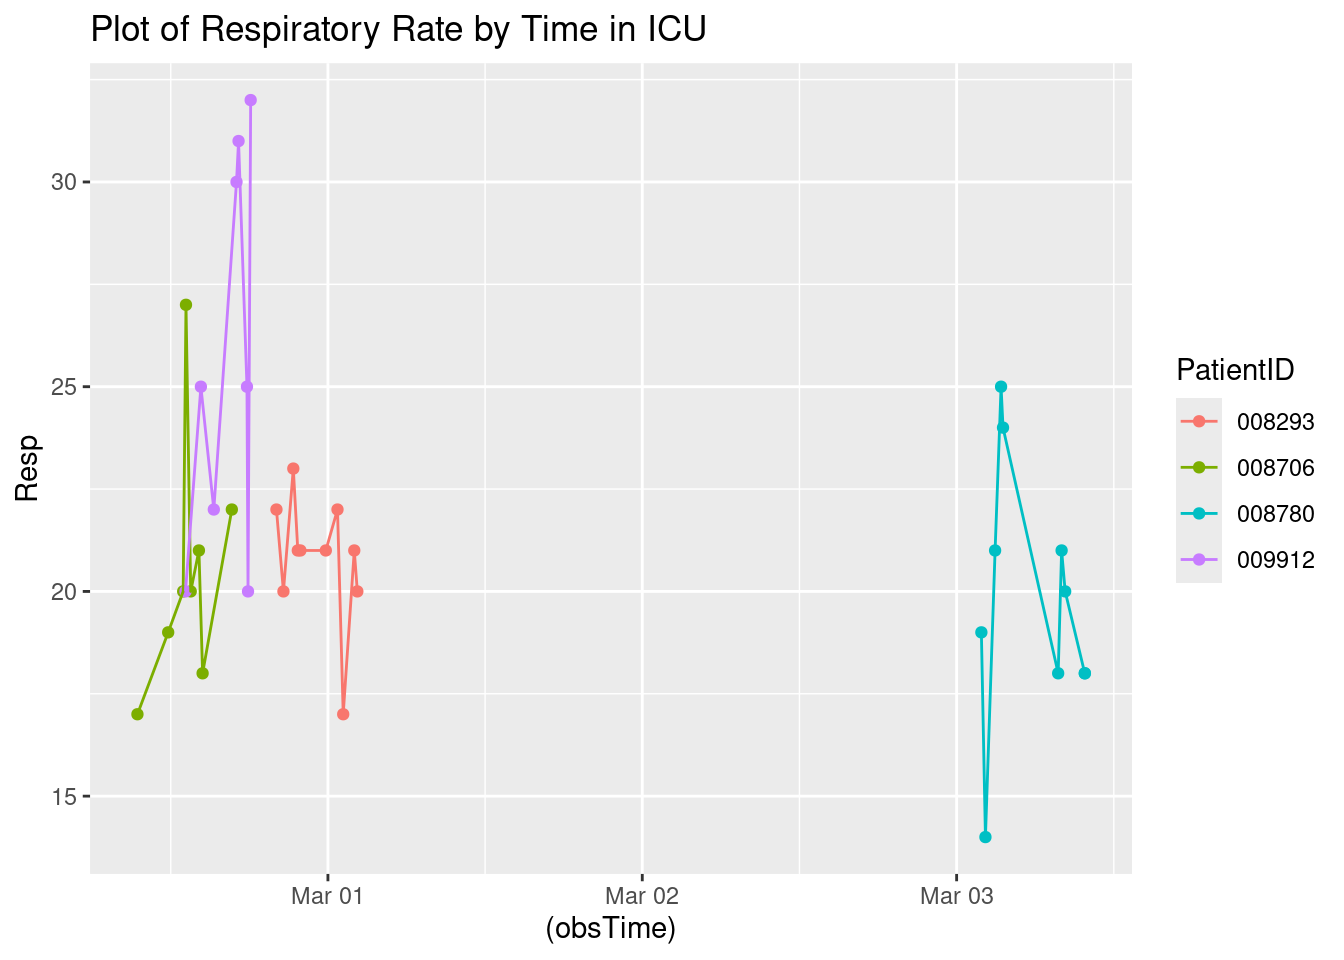 Plot of Respiratory Rate by Time in ICU
Resp
30
25
20
15
Mar 01
Mar 02
Mar 03
(obsTime)
PatientID
008293
008706
008780
009912